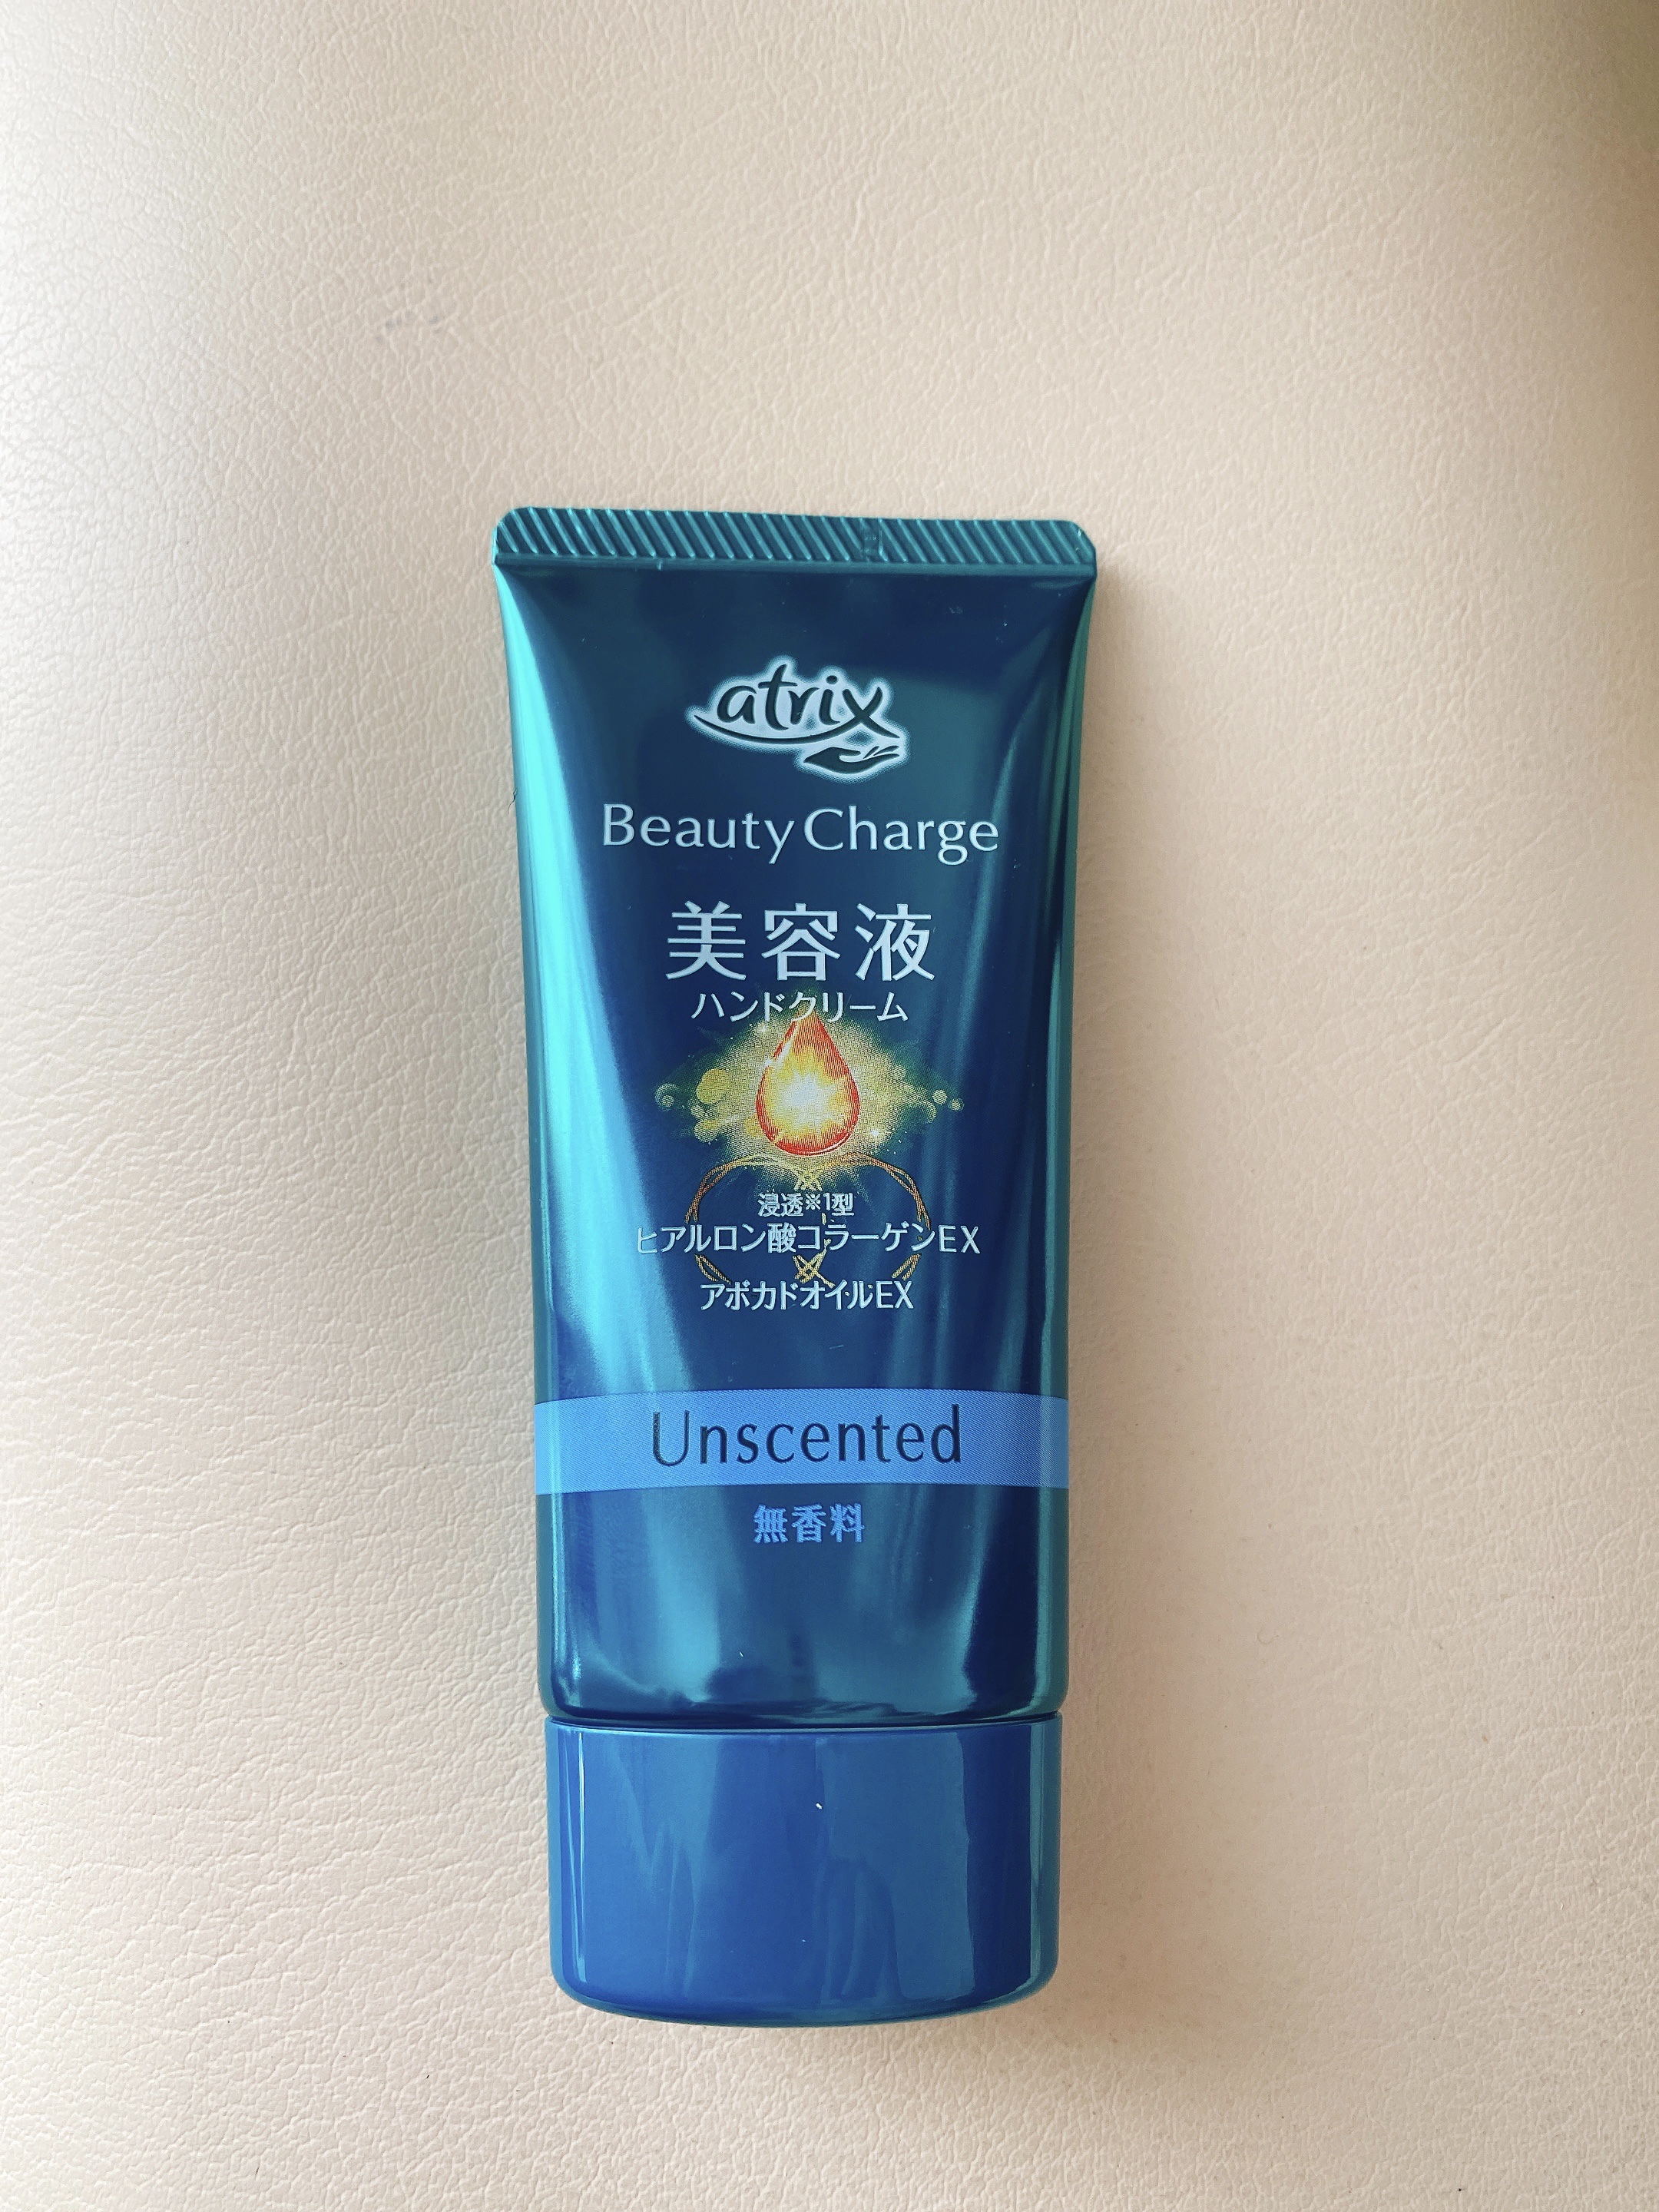 atrix
Beauty Charge
美容液
ハンドクリーム
浸透※1型
ヒアルロン酸コラーゲンEX
アボカドオイルEX
Unscented
無香料